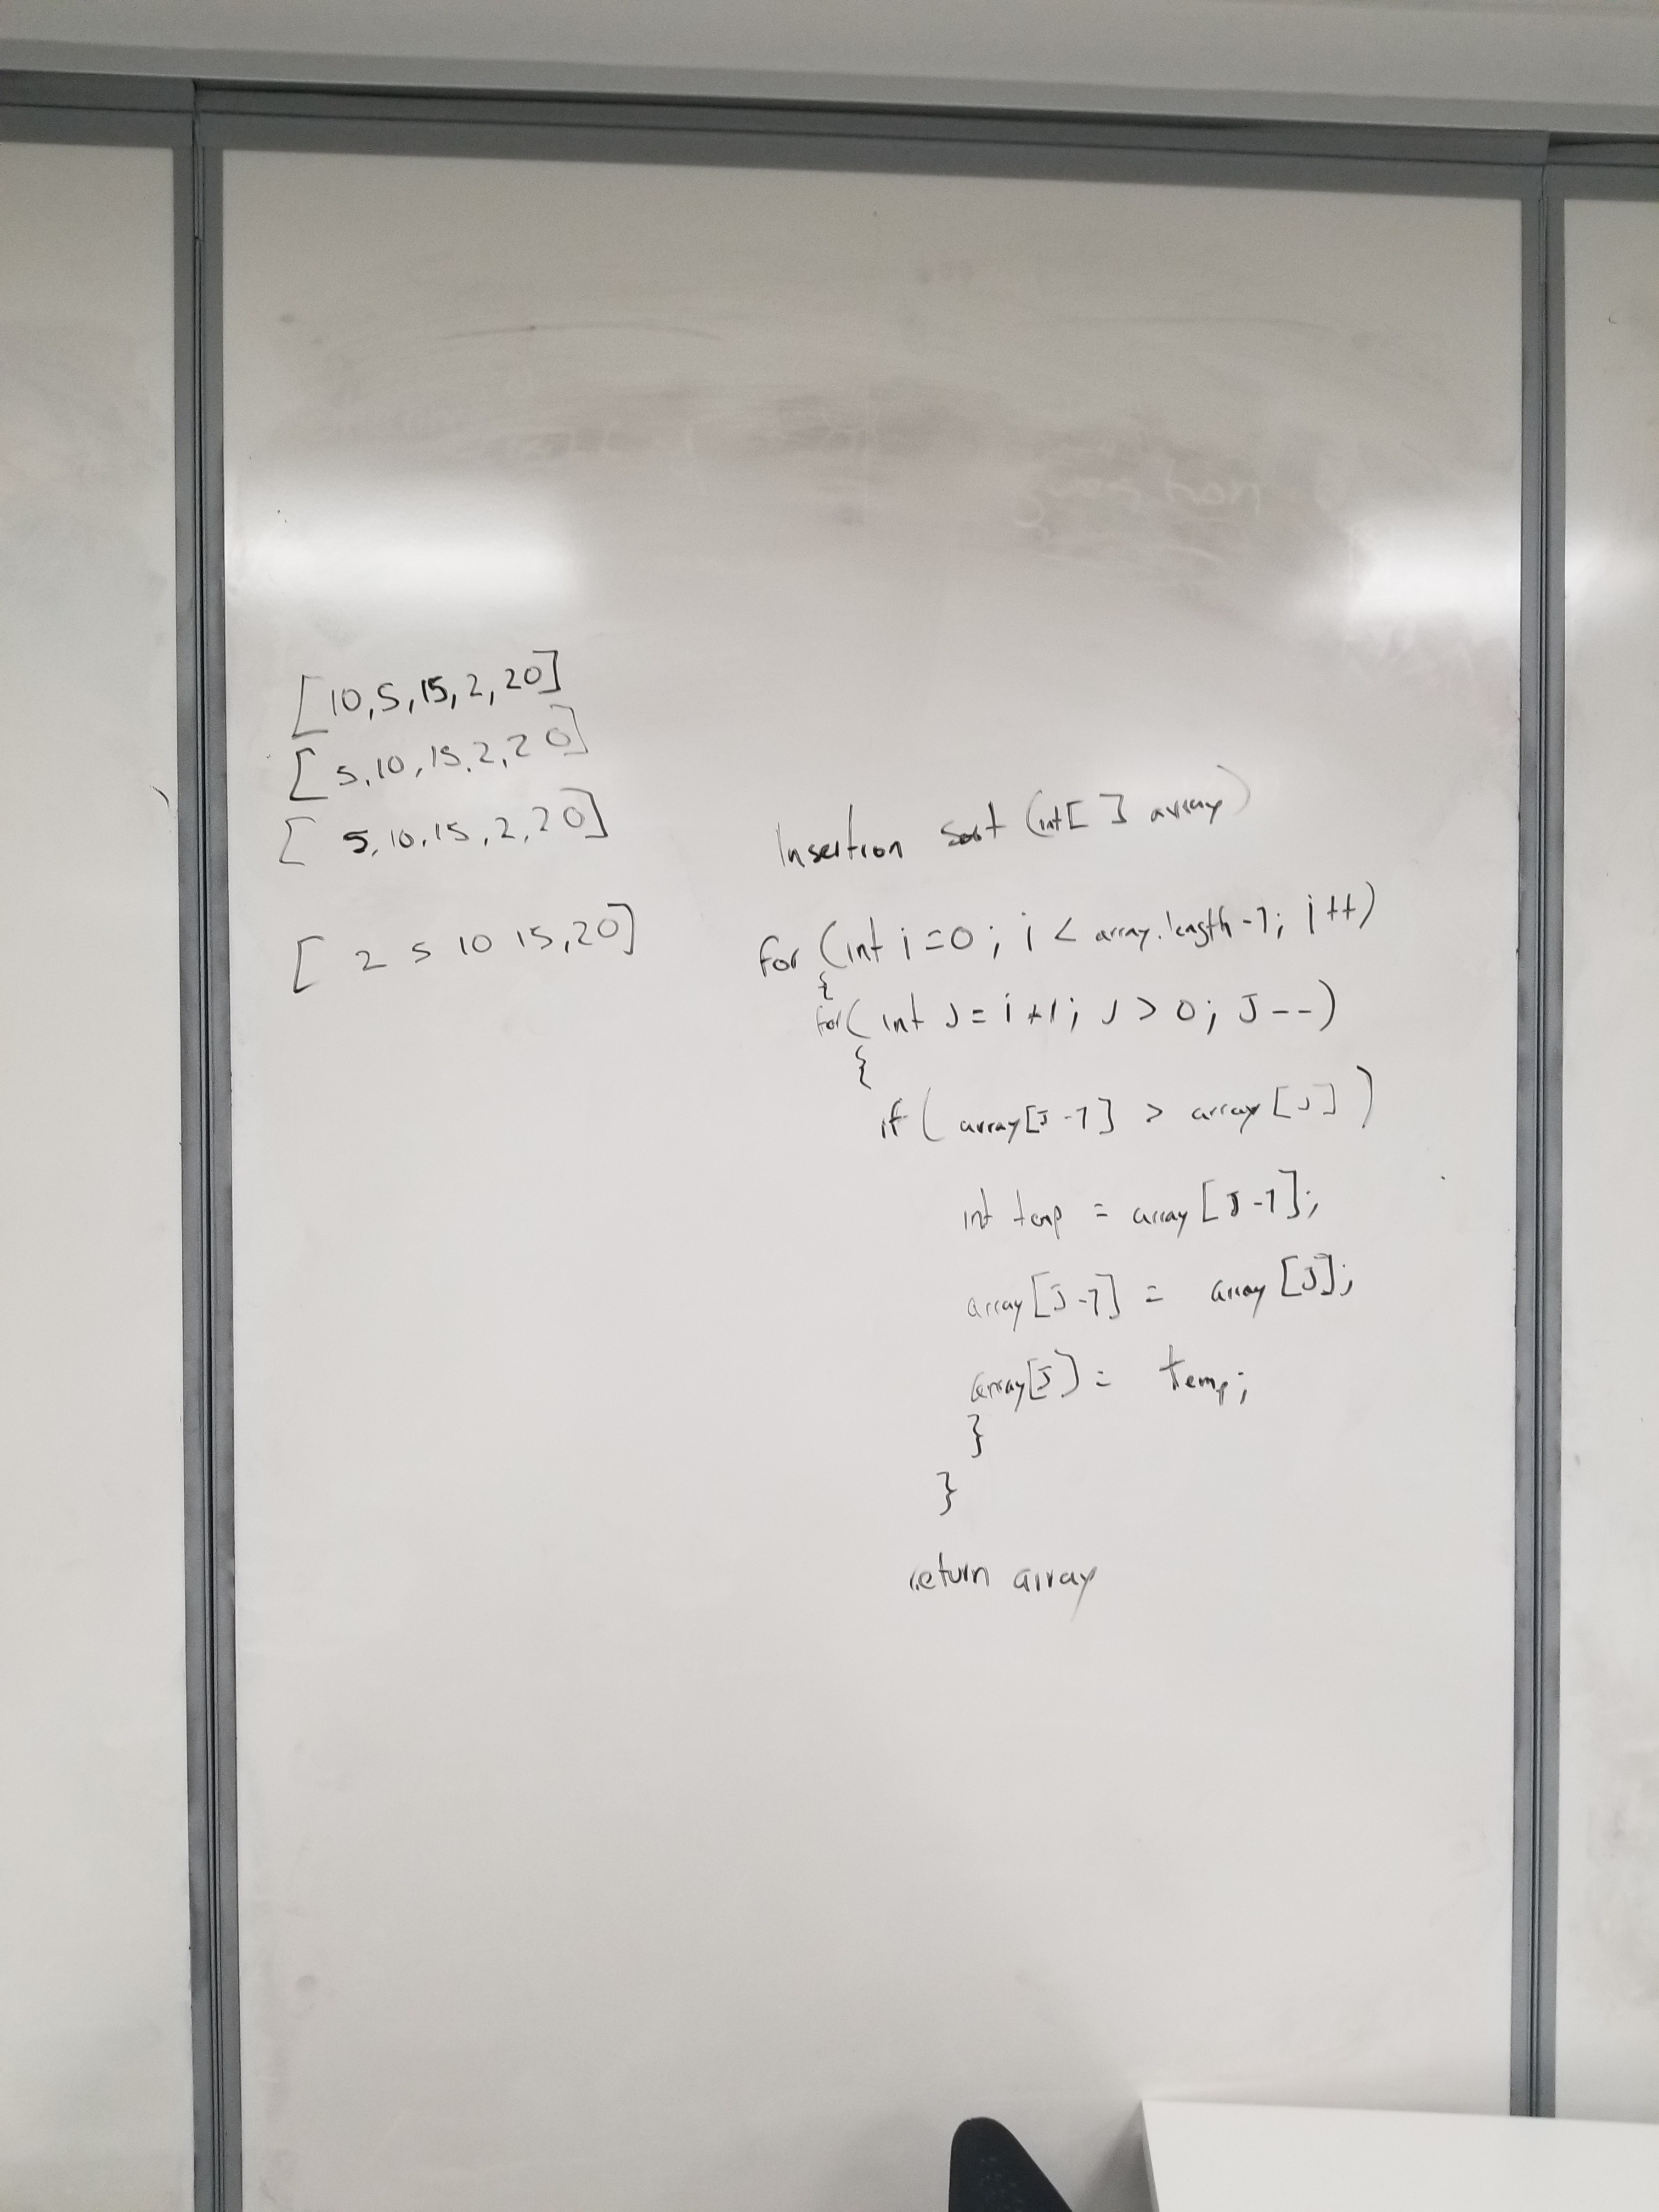 [10,5,15,2,20]
[5,10,15,2,20]
[5,10,15,2,20]
[2 5 10 15,20]
Insertion sort (int[] array)
for (int i=0; i < array.length-1; i++)
{
for( int J = i+1; J > 0; J--)
{
if( array[J-1] > array[J])
int temp = array[J-1];
array[J-1] = array[J];
array[J] = temp;
}
}
return array